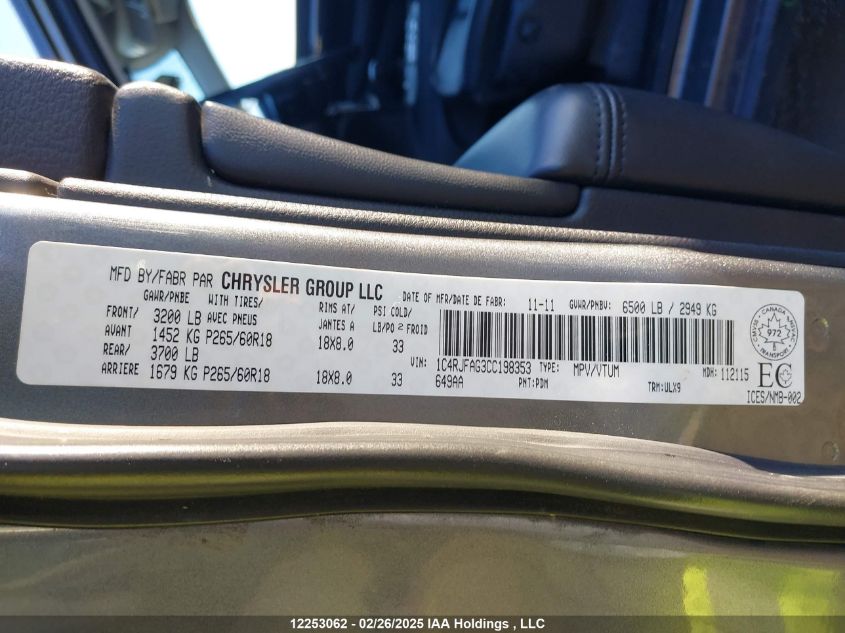 MFD BY/FABR PAR CHRYSLER GROUP LLC DATE OF MFR/DATE DE FABR: 11-11 GVWR/PNBV: 6500 LB / 2949 KG
GAWR/PNBE WITH TIRES/ RIMS AT/ PSI COLD/
FRONT/ 3200 LB AVEC PNEUS JANTES A LB/PO² FROID
AVANT 1452 KG P265/60R18 18X8.0 33
REAR/ 3700 LB
ARRIERE 1679 KG P265/60R18 18X8.0 33
VIN: 1C4RJFAG3CC198353 TYPE: MPV/VTUM MDH: 112115
649AA PNT:PDM TRM:ULX9
CANADA
972
TRANSPORT
EC
ICES/NMB-002
12253062 - 02/26/2025 IAA Holdings , LLC